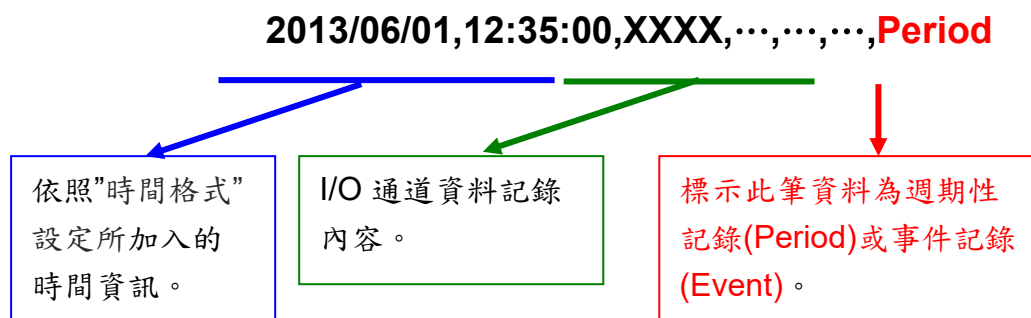 2013/06/01,12:35:00,XXXX,…,…,…,Period
依照”時間格式”
設定所加入的
時間資訊。
I/O 通道資料記錄
內容。
標示此筆資料為週期性
記錄(Period)或事件記錄
(Event)。